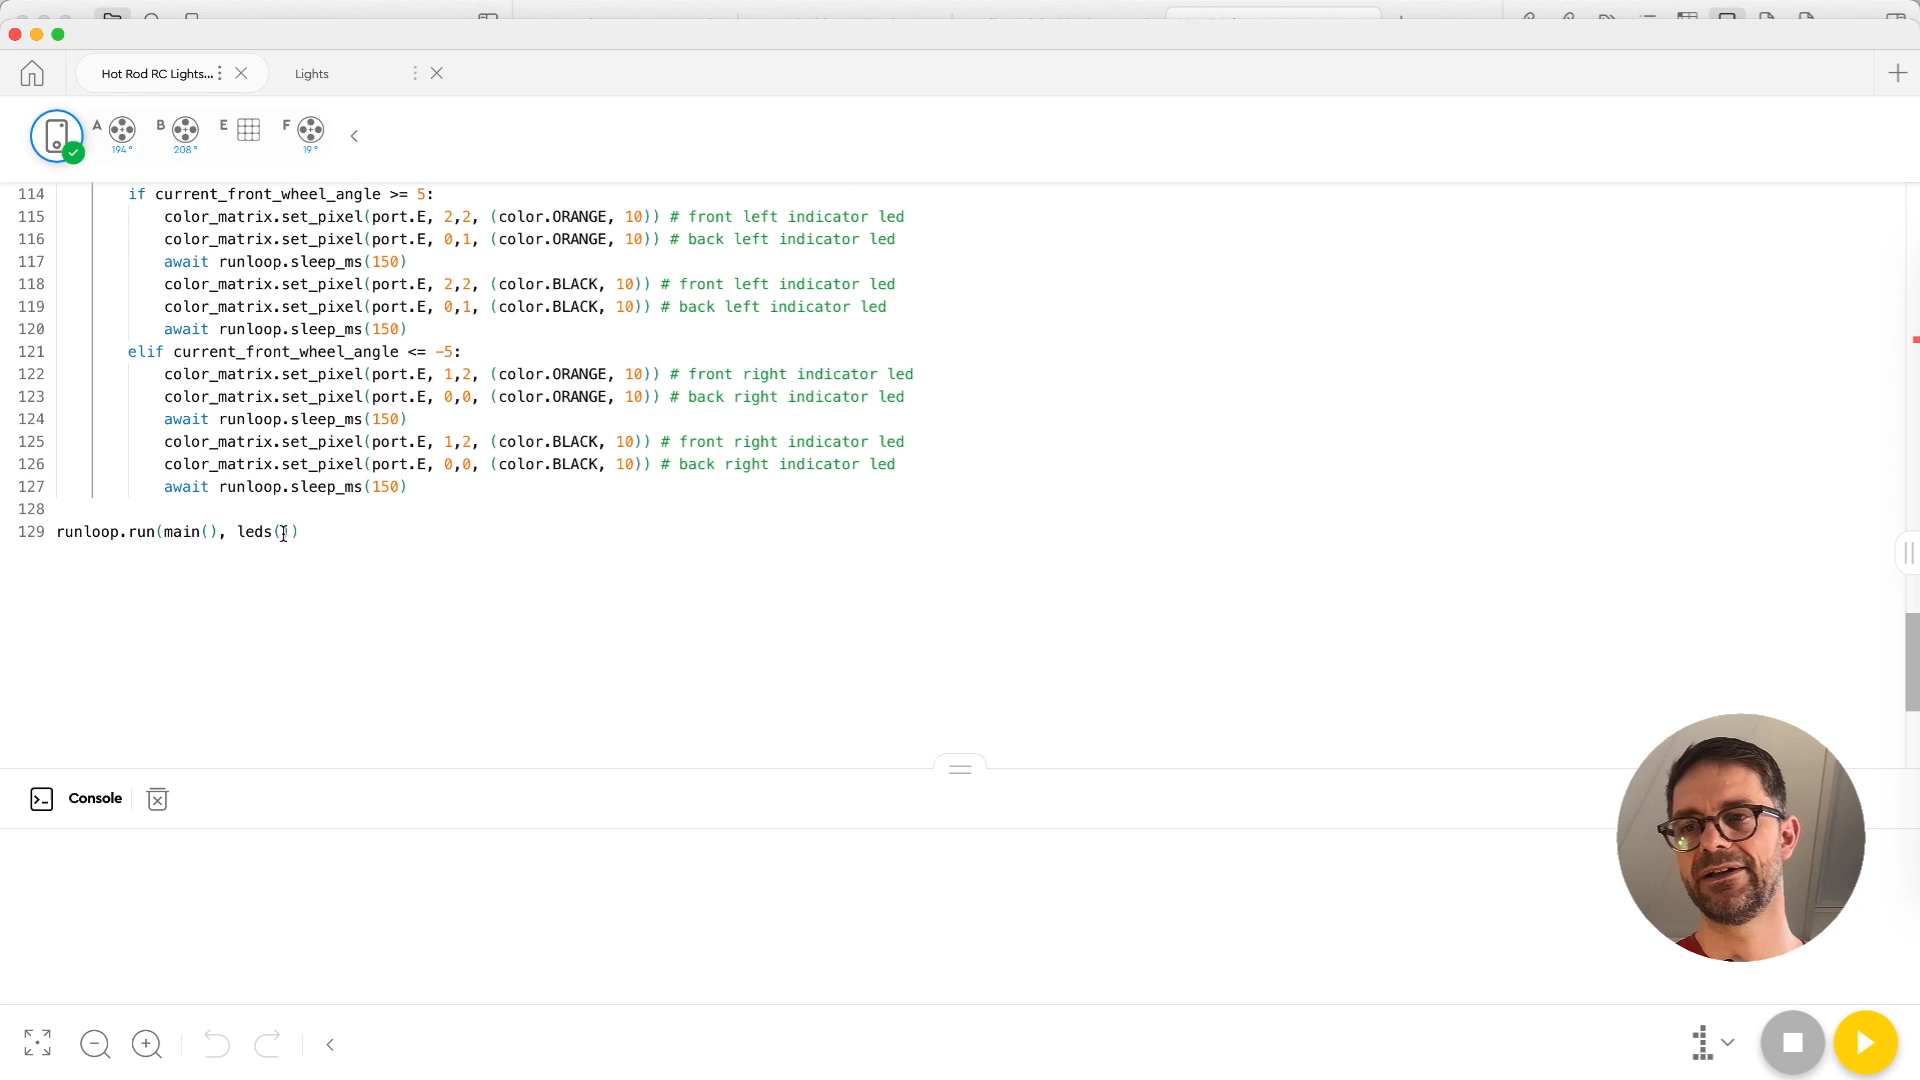 Hot Rod RC Lights...
Lights
A B E F
194° 208° 19°
114 if current_front_wheel_angle >= 5:
115 color_matrix.set_pixel(port.E, 2,2, (color.ORANGE, 10)) # front left indicator led
116 color_matrix.set_pixel(port.E, 0,1, (color.ORANGE, 10)) # back left indicator led
117 await runloop.sleep_ms(150)
118 color_matrix.set_pixel(port.E, 2,2, (color.BLACK, 10)) # front left indicator led
119 color_matrix.set_pixel(port.E, 0,1, (color.BLACK, 10)) # back left indicator led
120 await runloop.sleep_ms(150)
121 elif current_front_wheel_angle <= -5:
122 color_matrix.set_pixel(port.E, 1,2, (color.ORANGE, 10)) # front right indicator led
123 color_matrix.set_pixel(port.E, 0,0, (color.ORANGE, 10)) # back right indicator led
124 await runloop.sleep_ms(150)
125 color_matrix.set_pixel(port.E, 1,2, (color.BLACK, 10)) # front right indicator led
126 color_matrix.set_pixel(port.E, 0,0, (color.BLACK, 10)) # back right indicator led
127 await runloop.sleep_ms(150)
128
129 runloop.run(main(), leds())
Console